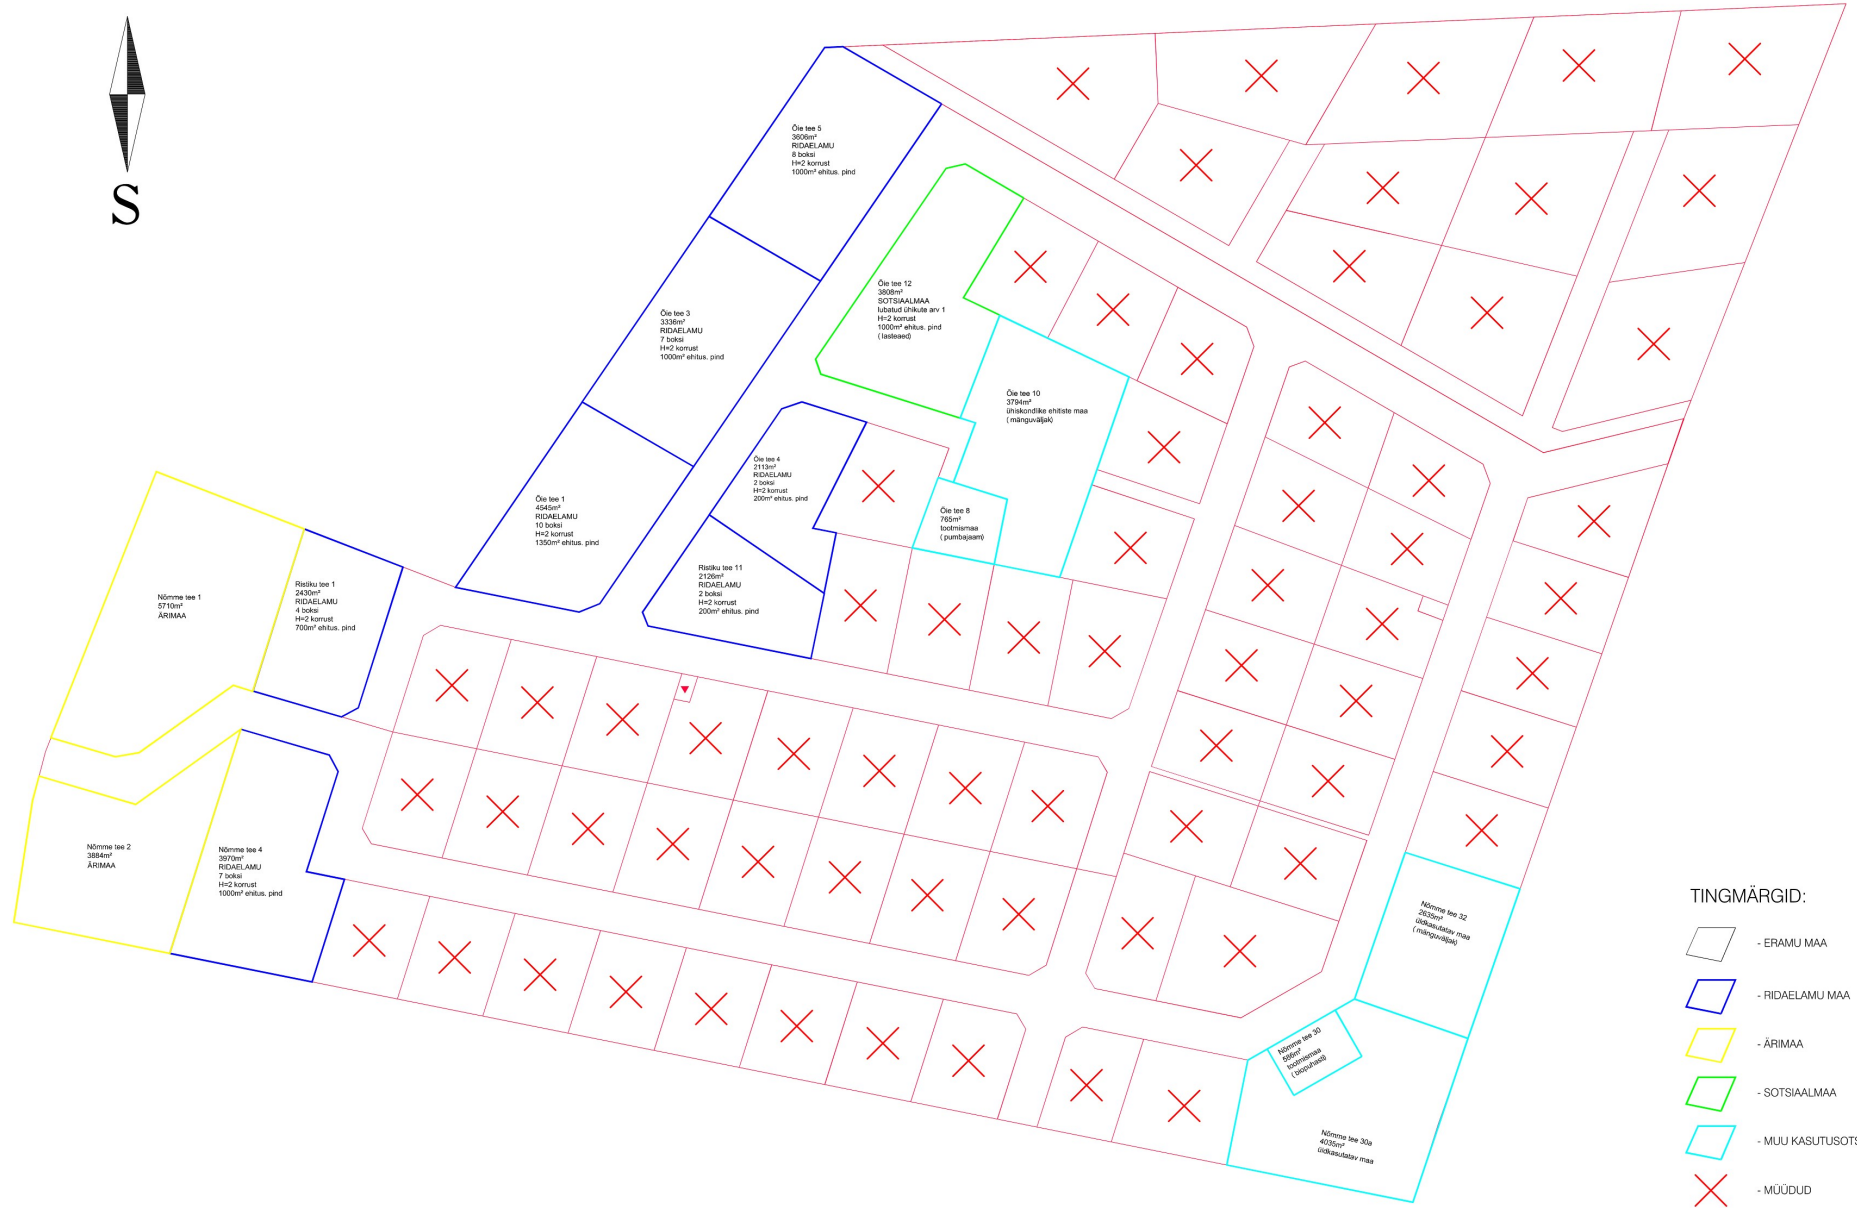 S
Õie tee 5
3606m²
RIDAELAMU
8 boksi
H=2 korrust
1000m² ehitus. pind
Õie tee 3
3336m²
RIDAELAMU
7 boksi
H=2 korrust
1000m² ehitus. pind
Õie tee 12
3808m²
SOTSIAALMAA
lubatud ühikute arv 1
H=2 korrust
1000m² ehitus. pind
( lasteaed)
Õie tee 10
3794m²
ühiskondlike ehitiste maa
( mänguväljak)
Õie tee 4
2113m²
RIDAELAMU
2 boksi
H=2 korrust
200m² ehitus. pind
Õie tee 1
4545m²
RIDAELAMU
10 boksi
H=2 korrust
1350m² ehitus. pind
Õie tee 8
765m²
tootmismaa
( pumbajaam)
Ristiku tee 11
2126m²
RIDAELAMU
2 boksi
H=2 korrust
200m² ehitus. pind
Nõmme tee 1
5710m²
ÄRIMAA
Ristiku tee 1
2430m²
RIDAELAMU
4 boksi
H=2 korrust
700m² ehitus. pind
Nõmme tee 2
3884m²
ÄRIMAA
Nõmme tee 4
3970m²
RIDAELAMU
7 boksi
H=2 korrust
1000m² ehitus. pind
Nõmme tee 32
2635m²
üldkasutatav maa
( mänguväljak)
Nõmme tee 30
566m²
tootmismaa
( biopuhasti)
Nõmme tee 30a
4035m²
üldkasutatav maa
TINGMÄRGID:
- ERAMU MAA
- RIDAELAMU MAA
- ÄRIMAA
- SOTSIAALMAA
- MUU KASUTUSOTS
- MÜÜDUD